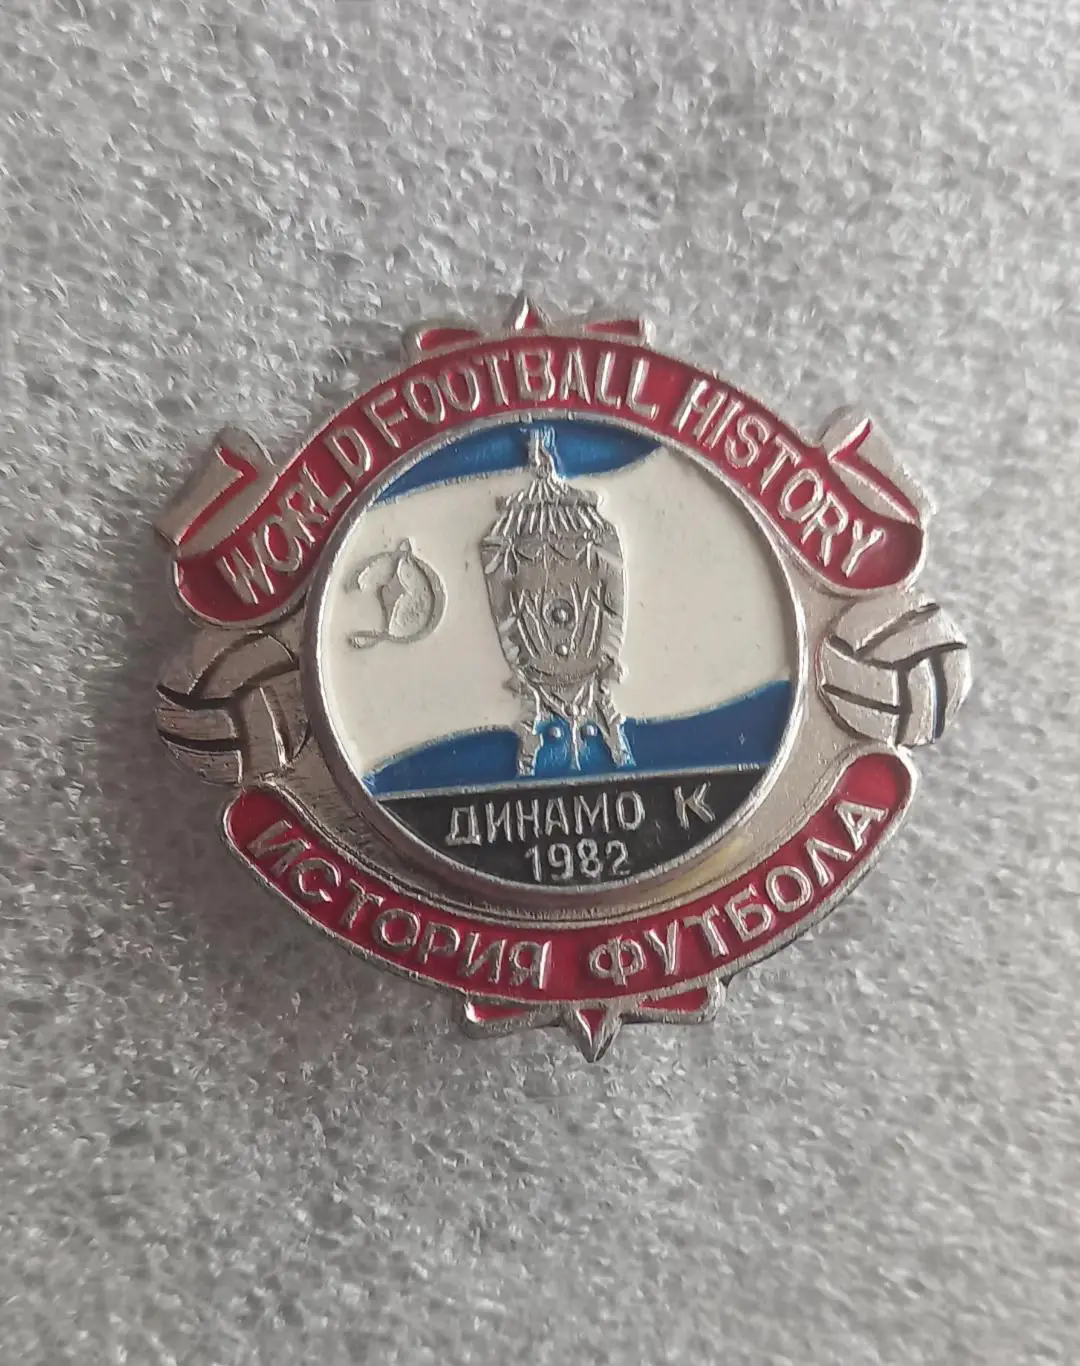 WORLD FOOTBALL HISTORY
Д
ДИНАМО К
1982
ИСТОРИЯ ФУТБОЛА